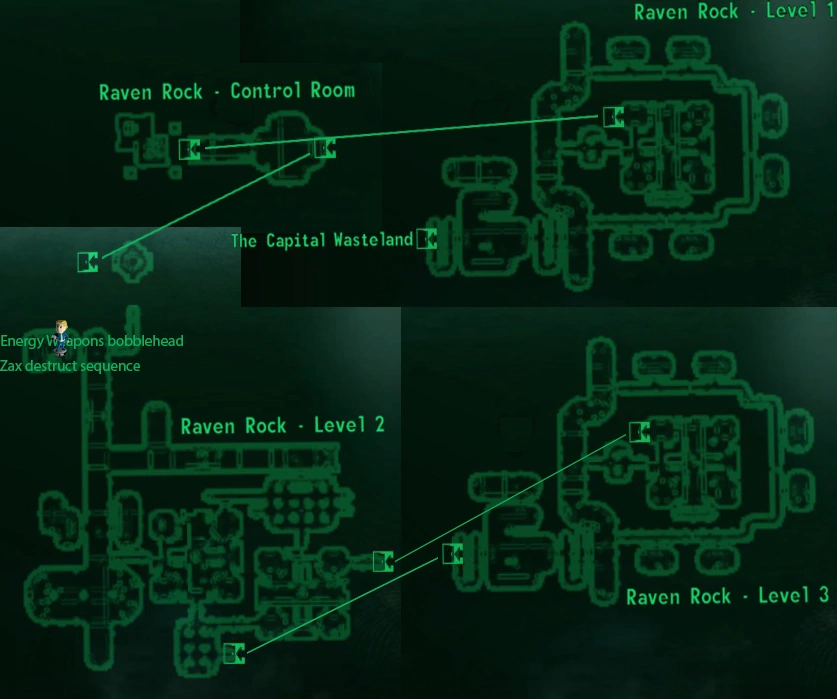 Raven Rock - Level 1
Raven Rock - Control Room
The Capital Wasteland
Energy Weapons bobblehead
Zax destruct sequence
Raven Rock - Level 2
Raven Rock - Level 3